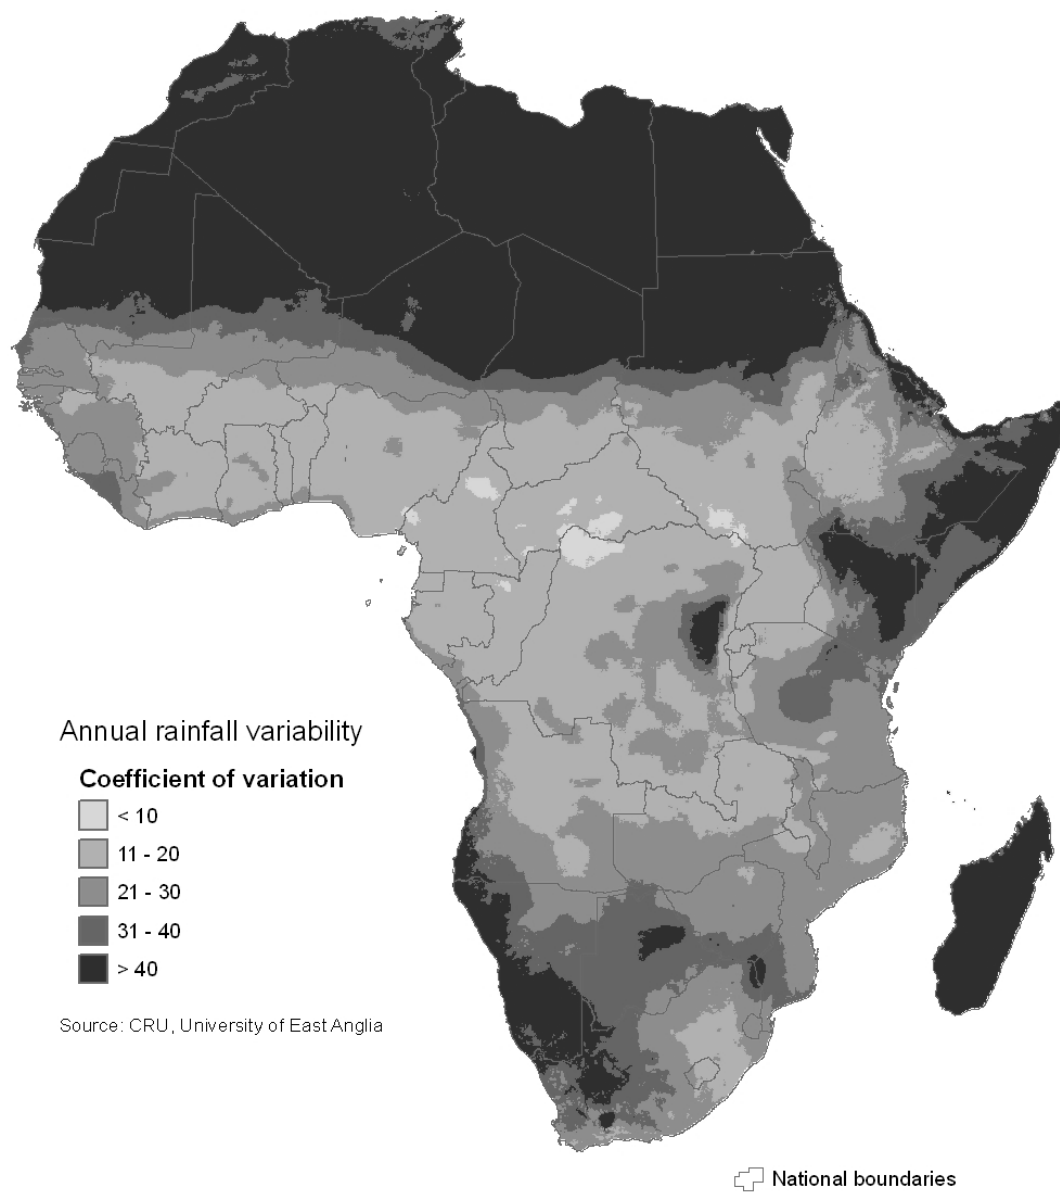 Annual rainfall variability
Coefficient of variation
< 10
11 - 20
21 - 30
31 - 40
> 40
Source: CRU, University of East Anglia
National boundaries